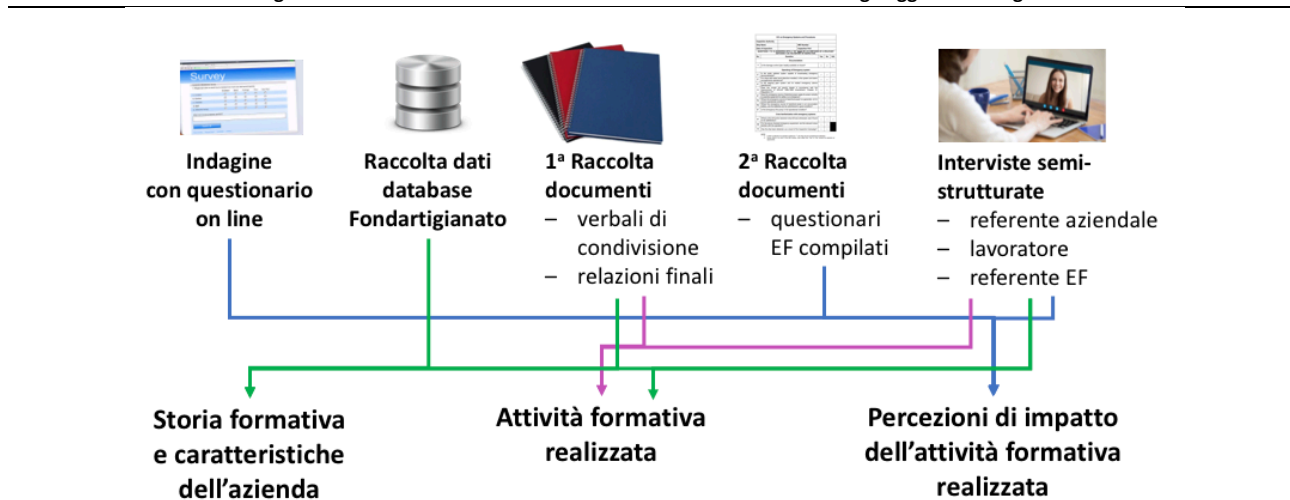 Survey
Indagine
con questionario
on line
Raccolta dati
database
Fondartigianato
1ª Raccolta
documenti
– verbali di
condivisione
– relazioni finali
2ª Raccolta
documenti
– questionari
EF compilati
Interviste semi-
strutturate
– referente aziendale
– lavoratore
– referente EF
Storia formativa
e caratteristiche
dell'azienda
Attività formativa
realizzata
Percezioni di impatto
dell'attività formativa
realizzata